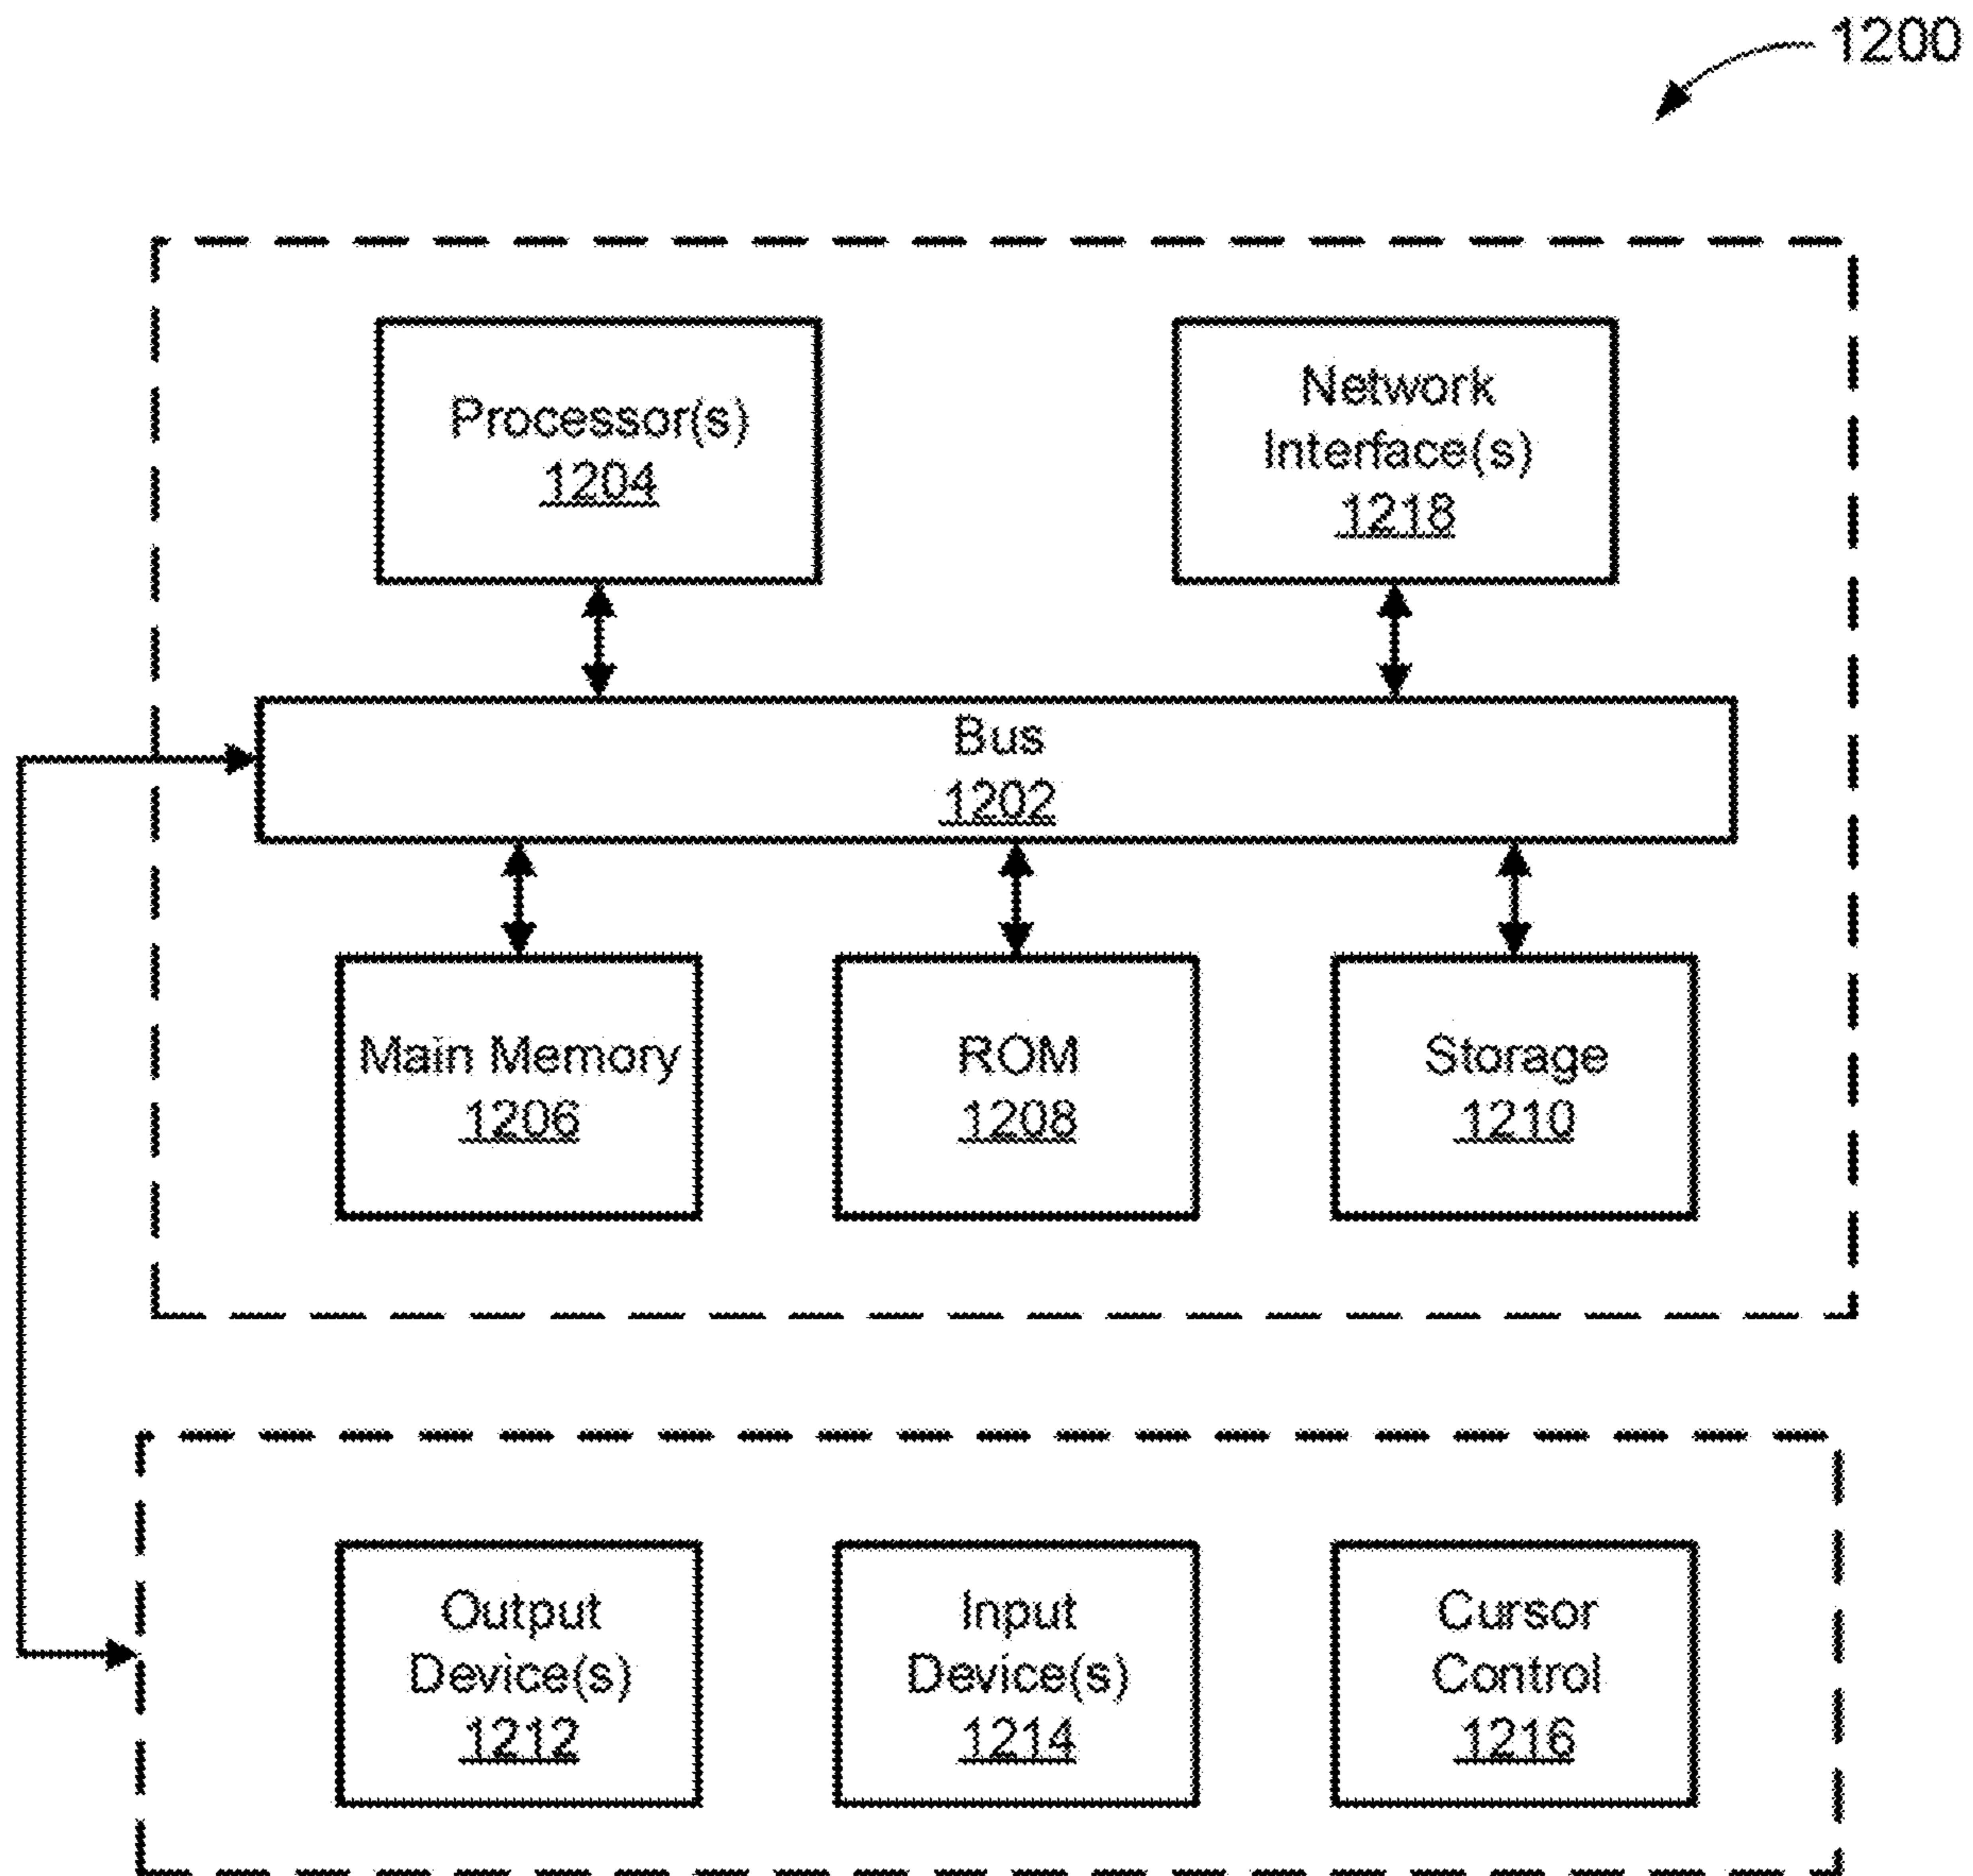 1200
Processor(s)
1204
Network
Interface(s)
1218
Bus
1202
Main Memory
1206
ROM
1208
Storage
1210
Output
Device(s)
1212
Input
Device(s)
1214
Cursor
Control
1216